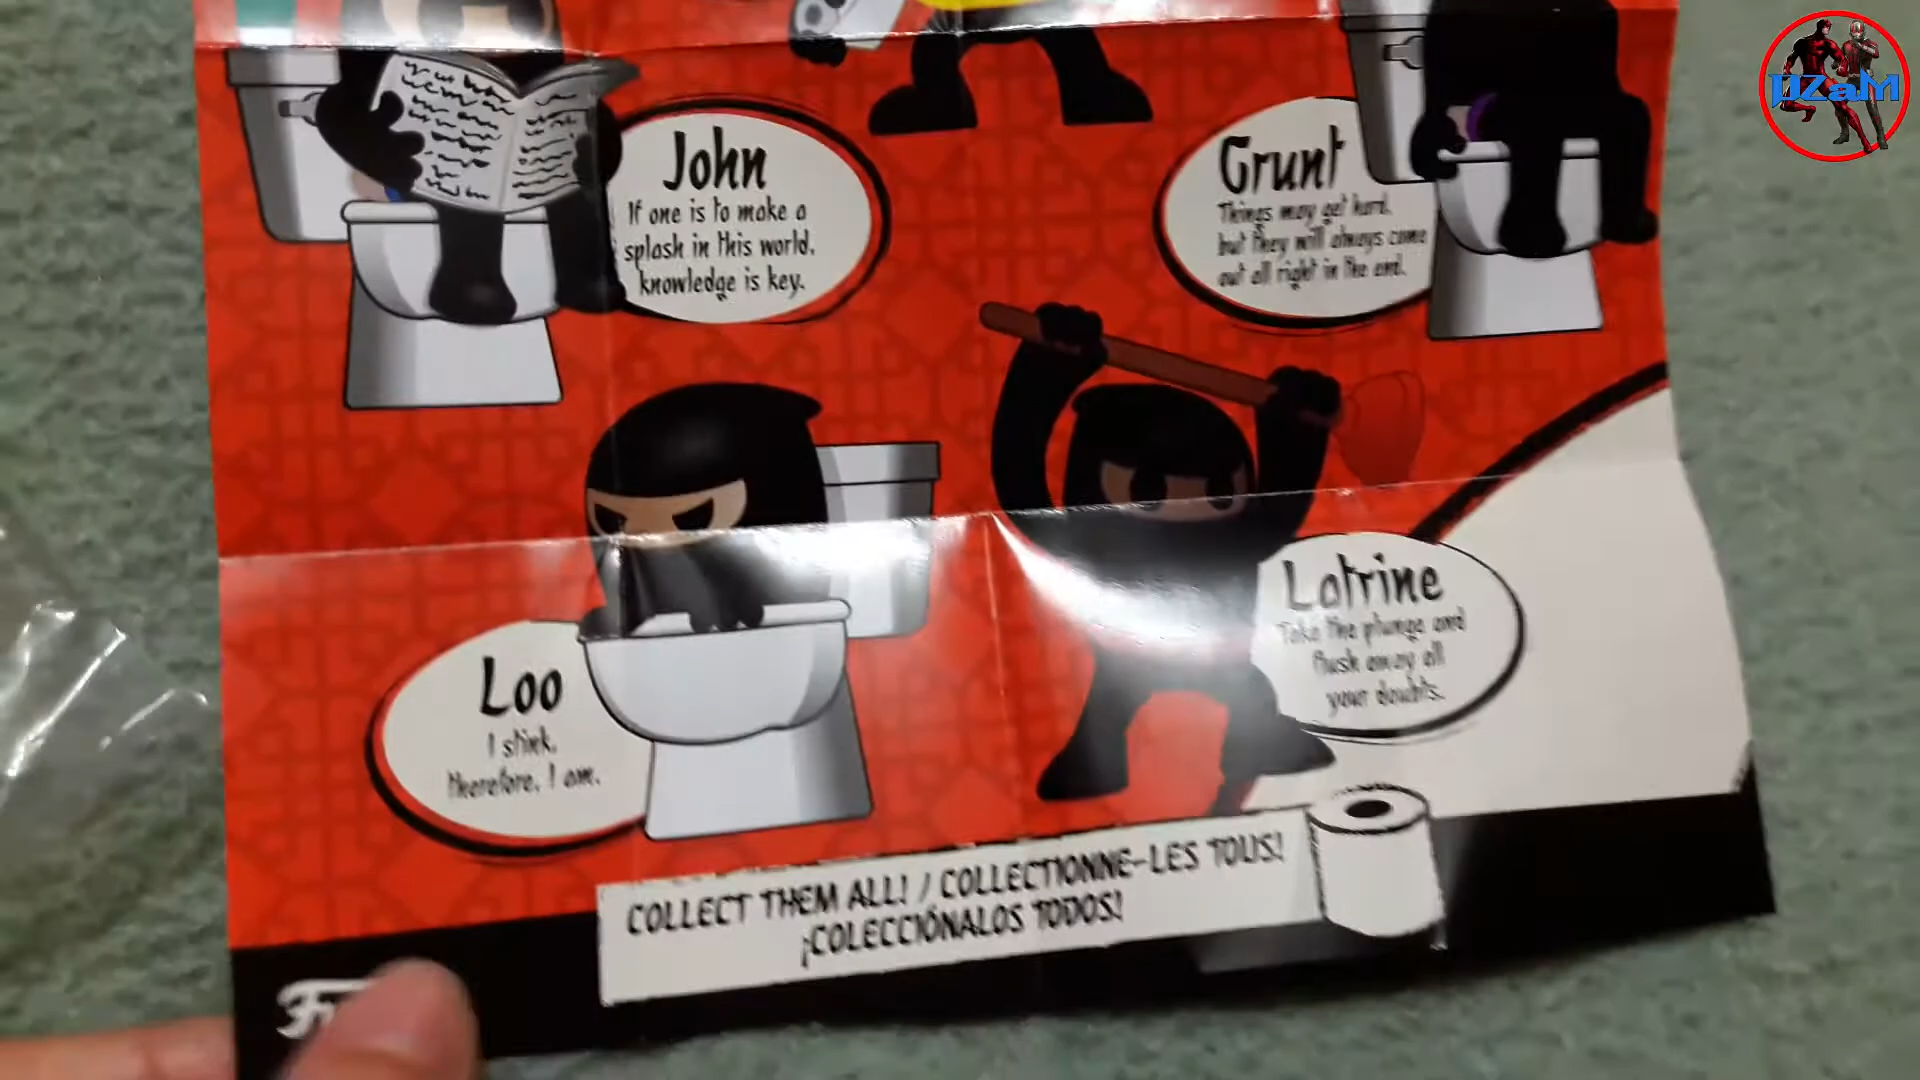 John
If one is to make a
splash in this world,
knowledge is key.
Grunt
Things may get hard,
but they will always come
out all right in the end.
Latrine
Take the plunge and
flush away all
your doubts.
Loo
I stink,
therefore, I am.
COLLECT THEM ALL! / COLLECTIONNE-LES TOUS!
¡COLECCIÓNALOS TODOS!